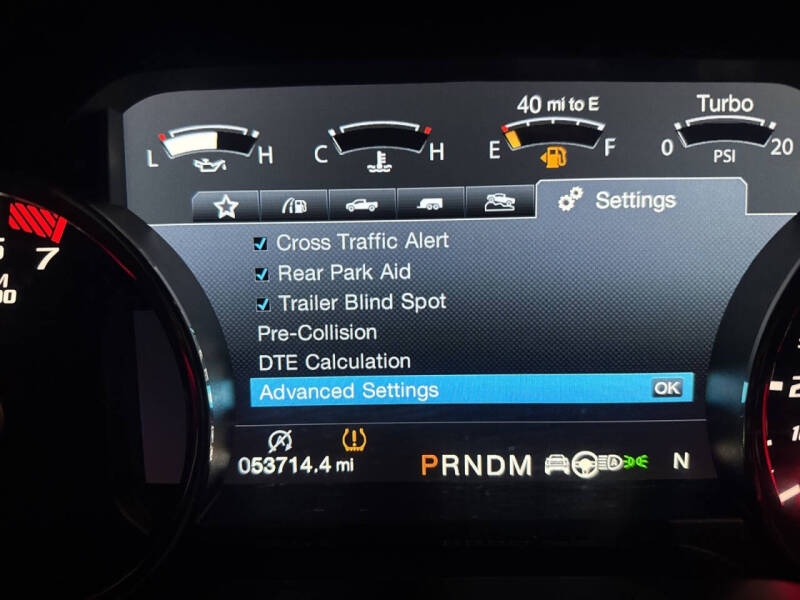 40 mi to E
Turbo
L H
C H
E F
0 20
PSI
Settings
Cross Traffic Alert
Rear Park Aid
Trailer Blind Spot
Pre-Collision
DTE Calculation
Advanced Settings OK
7
A
053714.4 mi
PRNDM
A
N